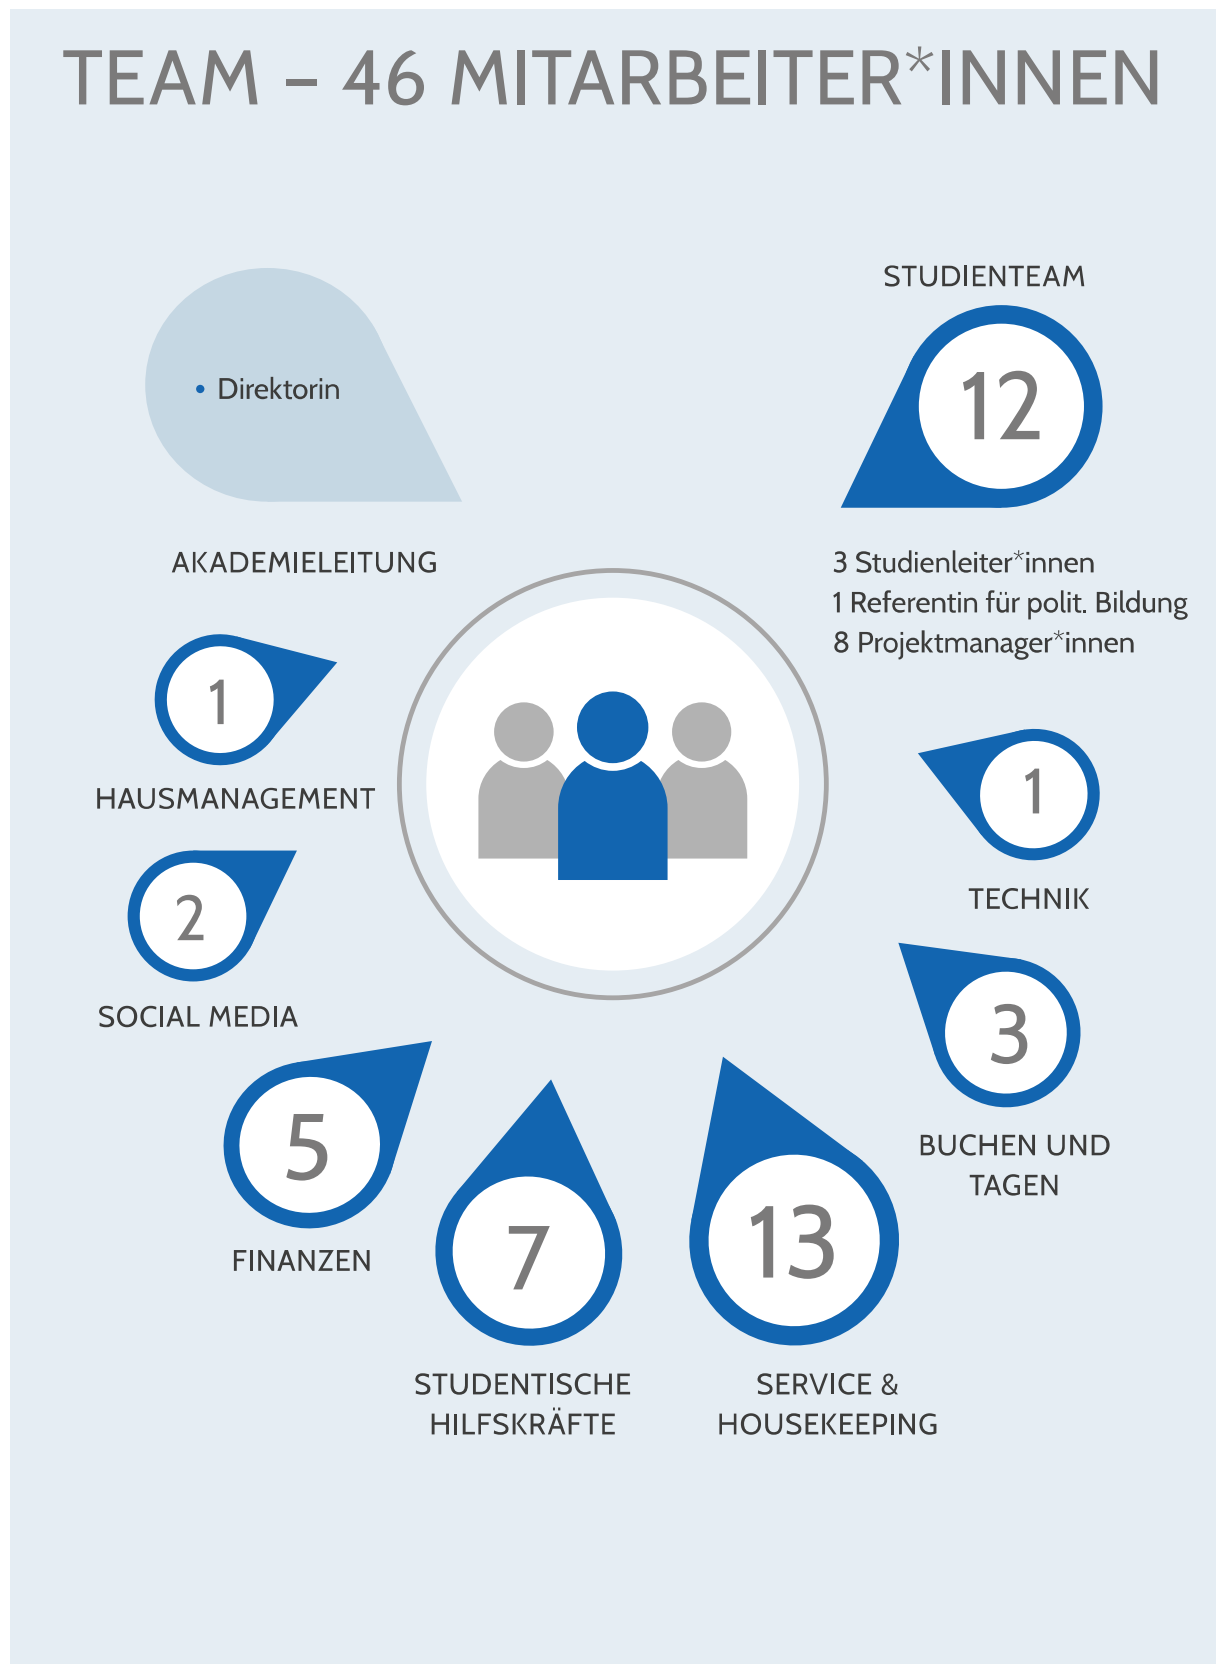 TEAM – 46 MITARBEITER*INNEN
• Direktorin
AKADEMIELEITUNG
STUDIENTEAM
12
3 Studienleiter*innen
1 Referentin für polit. Bildung
8 Projektmanager*innen
1
HAUSMANAGEMENT
1
TECHNIK
2
SOCIAL MEDIA
3
BUCHEN UND
TAGEN
5
FINANZEN
7
STUDENTISCHE
HILFSKRÄFTE
13
SERVICE &
HOUSEKEEPING